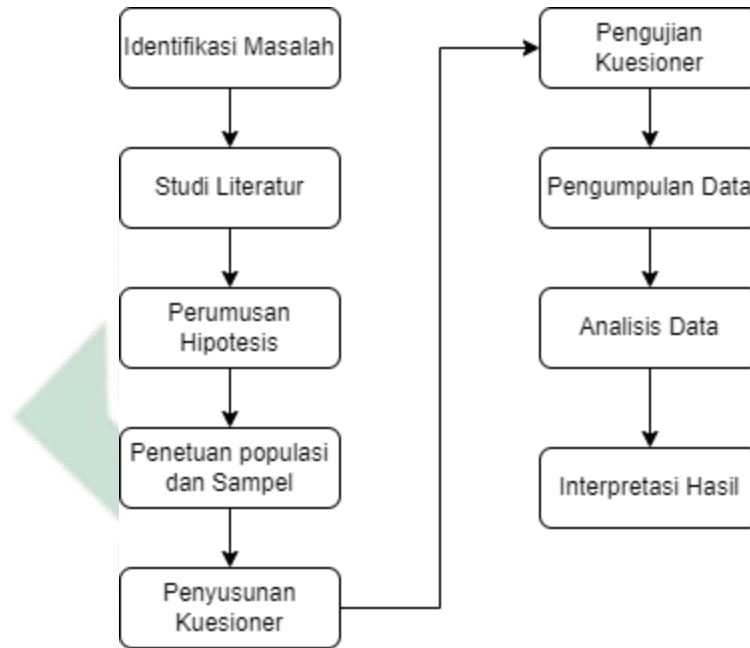 Identifikasi Masalah
Studi Literatur
Perumusan
Hipotesis
Penetuan populasi
dan Sampel
Penyusunan
Kuesioner
Pengujian
Kuesioner
Pengumpulan Data
Analisis Data
Interpretasi Hasil